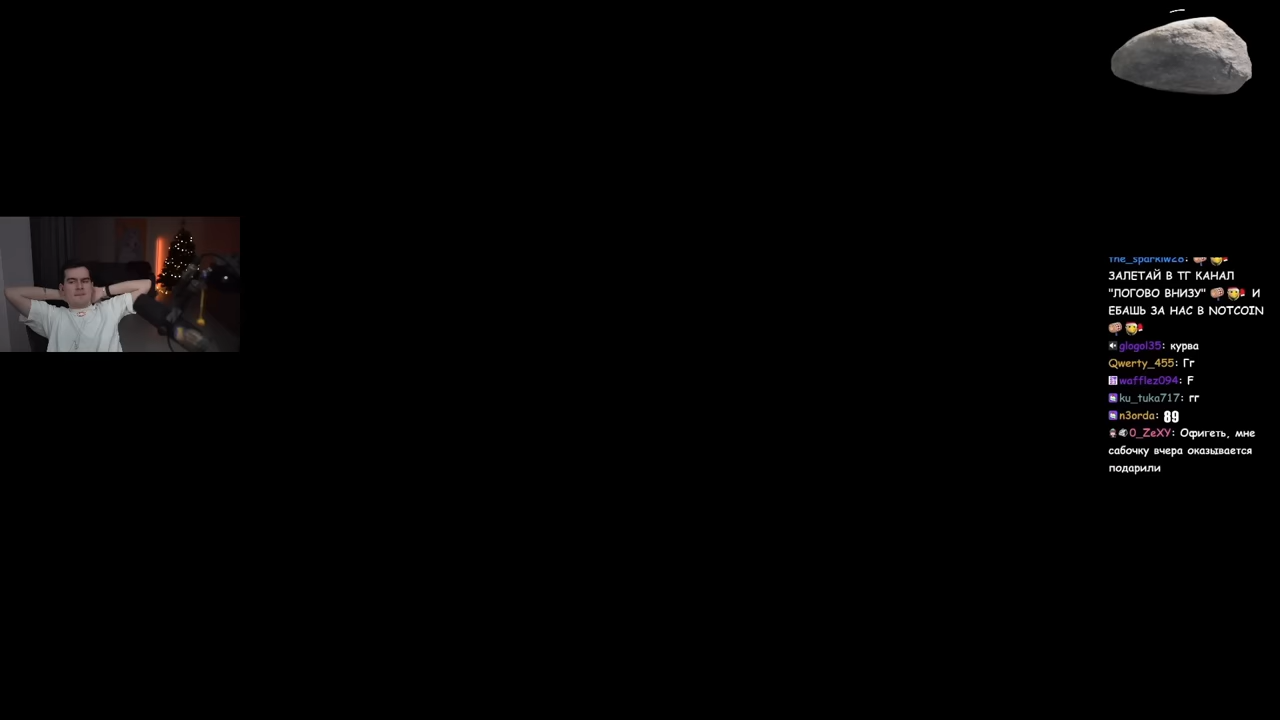 the_sparklw28:
ЗАЛЕТАЙ В ТГ КАНАЛ
"ЛОГОВО ВНИЗУ" И
ЕБАШЬ ЗА НАС В NOTCOIN
glogol35: курва
Qwerty_455: Гг
wafflez094: F
ku_tuka717: гг
n3orda: 89
0_ZeXY: Офигеть, мне
сабочку вчера оказывается
подарили